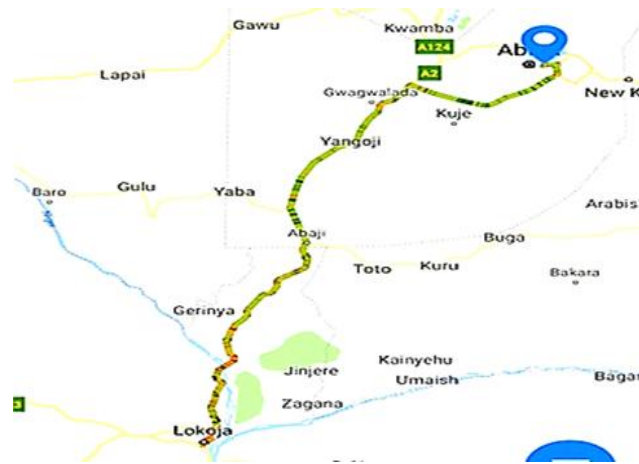 Gawu
Kwamba
A124
A2
Lapai
Gwagwalada
New K
Kuje
Yangoji
Baro
Gulu
Yaba
Arabis
Abaji
Buga
Toto
Kuru
Bakara
Gerinya
Jinjere
Kainyehu
Umaish
Bagar
Zagana
Lokoja
3